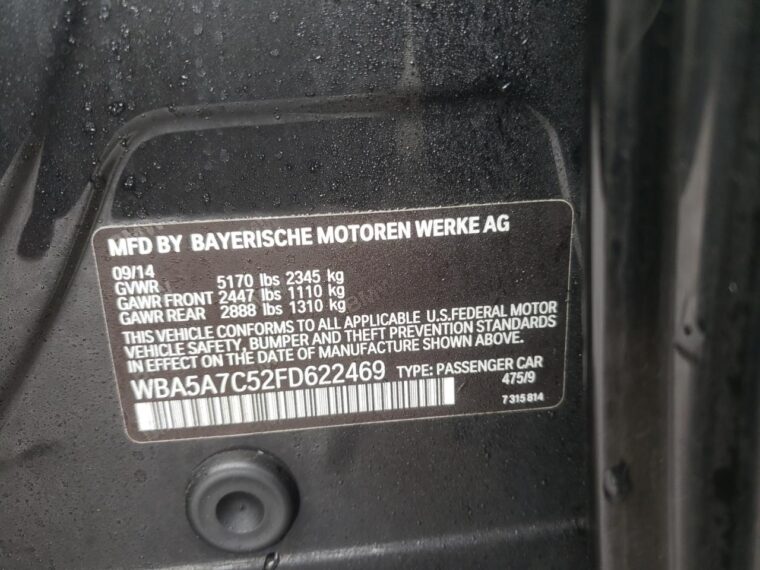 MFD BY BAYERISCHE MOTOREN WERKE AG
09/14
GVWR 5170 lbs 2345 kg
GAWR FRONT 2447 lbs 1110 kg
GAWR REAR 2888 lbs 1310 kg
THIS VEHICLE CONFORMS TO ALL APPLICABLE U.S.FEDERAL MOTOR
VEHICLE SAFETY, BUMPER AND THEFT PREVENTION STANDARDS
IN EFFECT ON THE DATE OF MANUFACTURE SHOWN ABOVE.
WBA5A7C52FD622469 TYPE: PASSENGER CAR
475/9
7 315 814